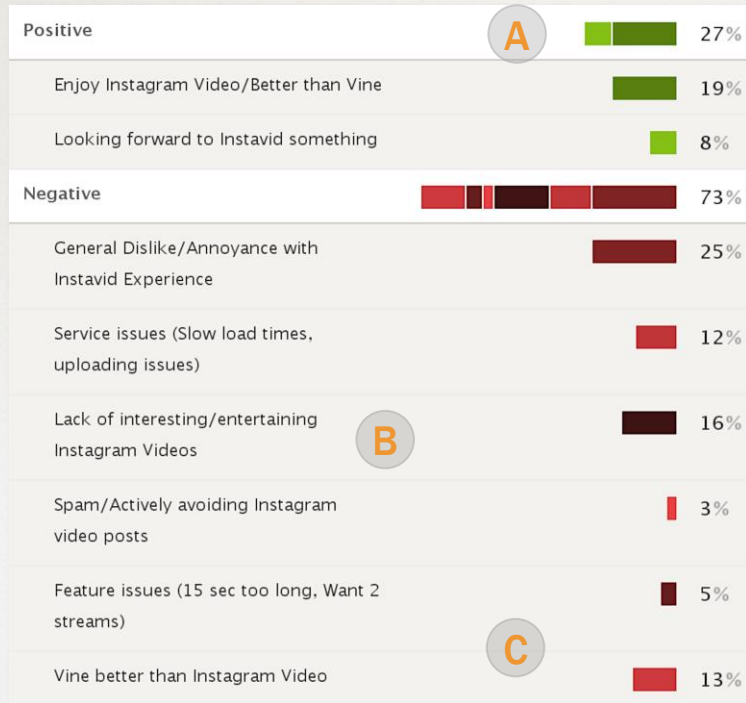 Positive A 27%
Enjoy Instagram Video/Better than Vine 19%
Looking forward to Instavid something 8%
Negative 73%
General Dislike/Annoyance with 25%
Instavid Experience
Service issues (Slow load times, 12%
uploading issues)
Lack of interesting/entertaining 16%
Instagram Videos B
Spam/Actively avoiding Instagram 3%
video posts
Feature issues (15 sec too long, Want 2 5%
streams)
C
Vine better than Instagram Video 13%